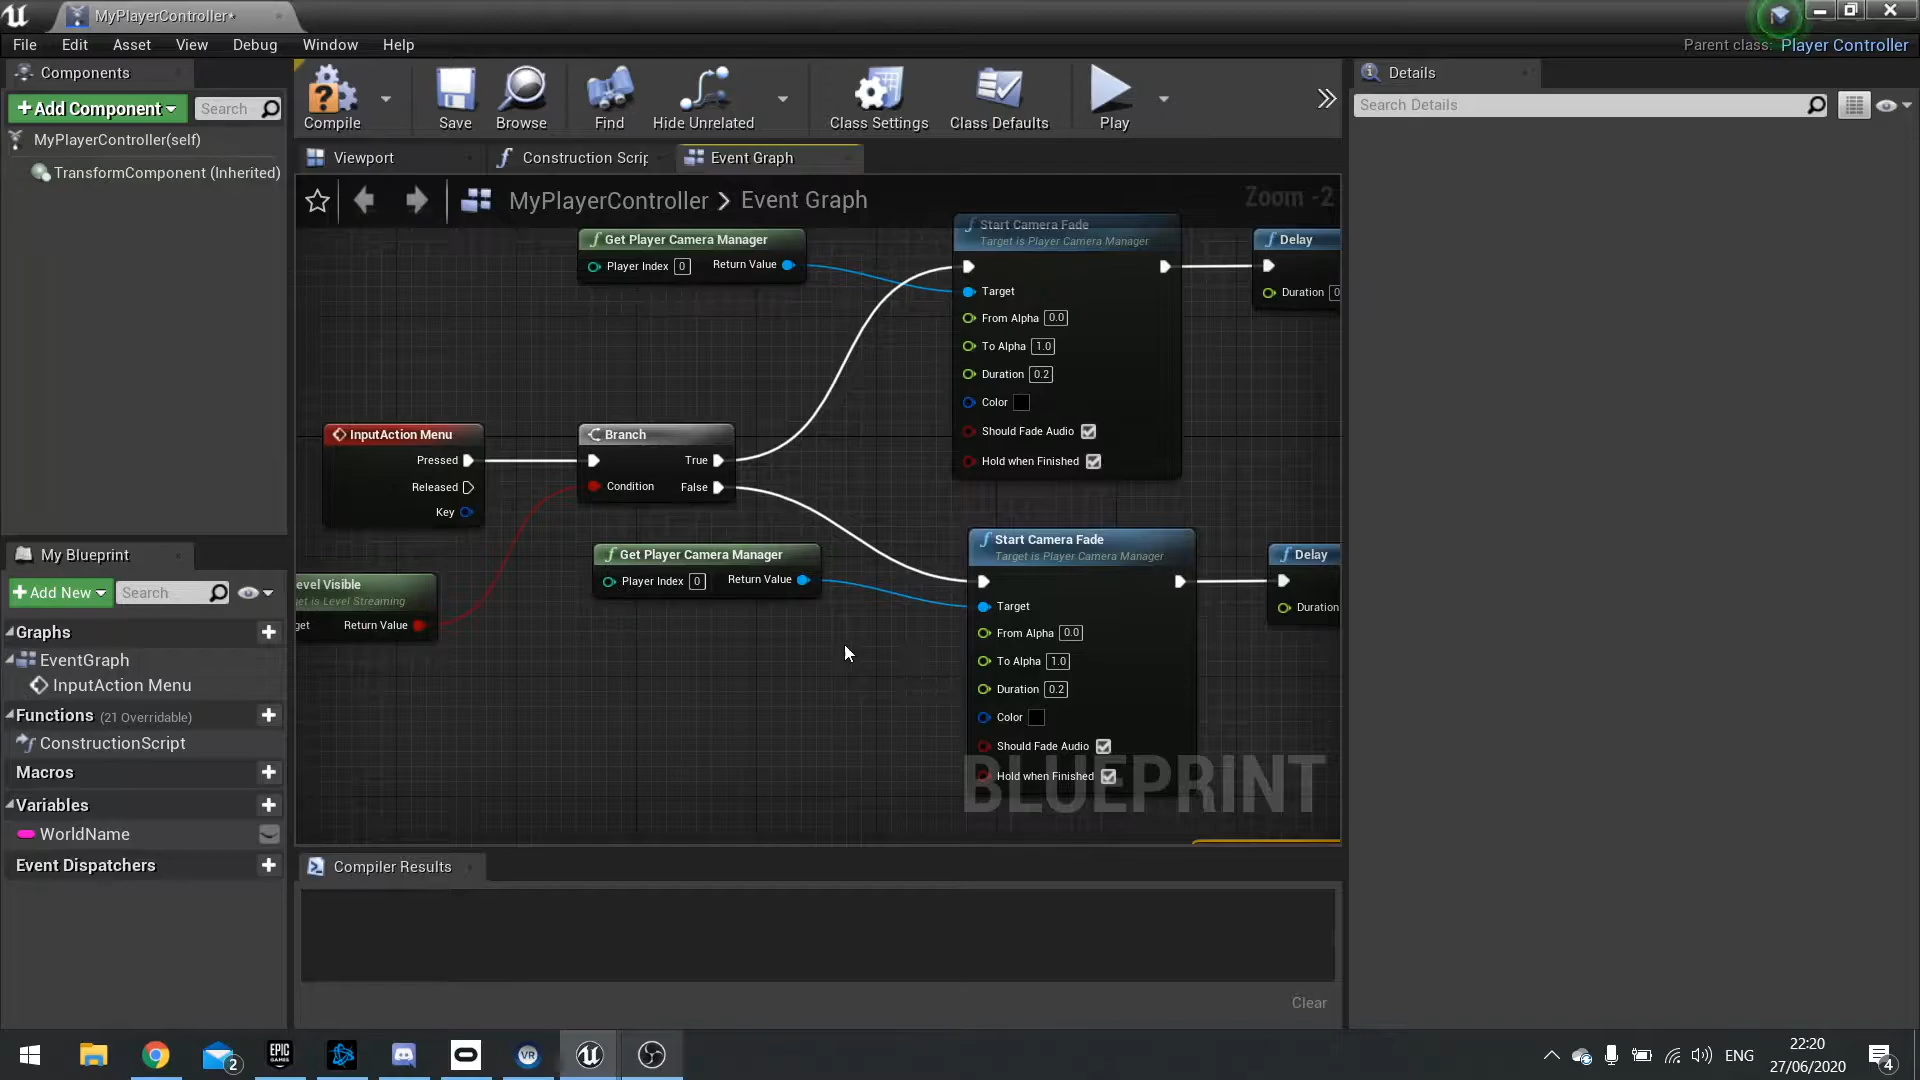 MyPlayerController*
File Edit Asset View Debug Window Help
Parent class: Player Controller
Components
+Add Component
Search
MyPlayerController(self)
TransformComponent (Inherited)
Compile Save Browse Find Hide Unrelated Class Settings Class Defaults Play
Viewport
Construction Scrip
Event Graph
MyPlayerController > Event Graph
Zoom -2
Get Player Camera Manager
Player Index 0 Return Value
Start Camera Fade
Target is Player Camera Manager
Target
From Alpha 0.0
To Alpha 1.0
Duration 0.2
Color
Should Fade Audio
Hold when Finished
Delay
Duration 0
InputAction Menu
Pressed
Released
Key
Branch
True
Condition False
evel Visible
get is Level Streaming
get Return Value
Get Player Camera Manager
Player Index 0 Return Value
Start Camera Fade
Target is Player Camera Manager
Target
From Alpha 0.0
To Alpha 1.0
Duration 0.2
Color
Should Fade Audio
Hold when Finished
Delay
Duration
BLUEPRINT
My Blueprint
+Add New
Search
Graphs
EventGraph
InputAction Menu
Functions (21 Overridable)
ConstructionScript
Macros
Variables
WorldName
Event Dispatchers
Compiler Results
Clear
Details
Search Details
2
EPIC
GAMES
VR
ENG
22:20
27/06/2020
4